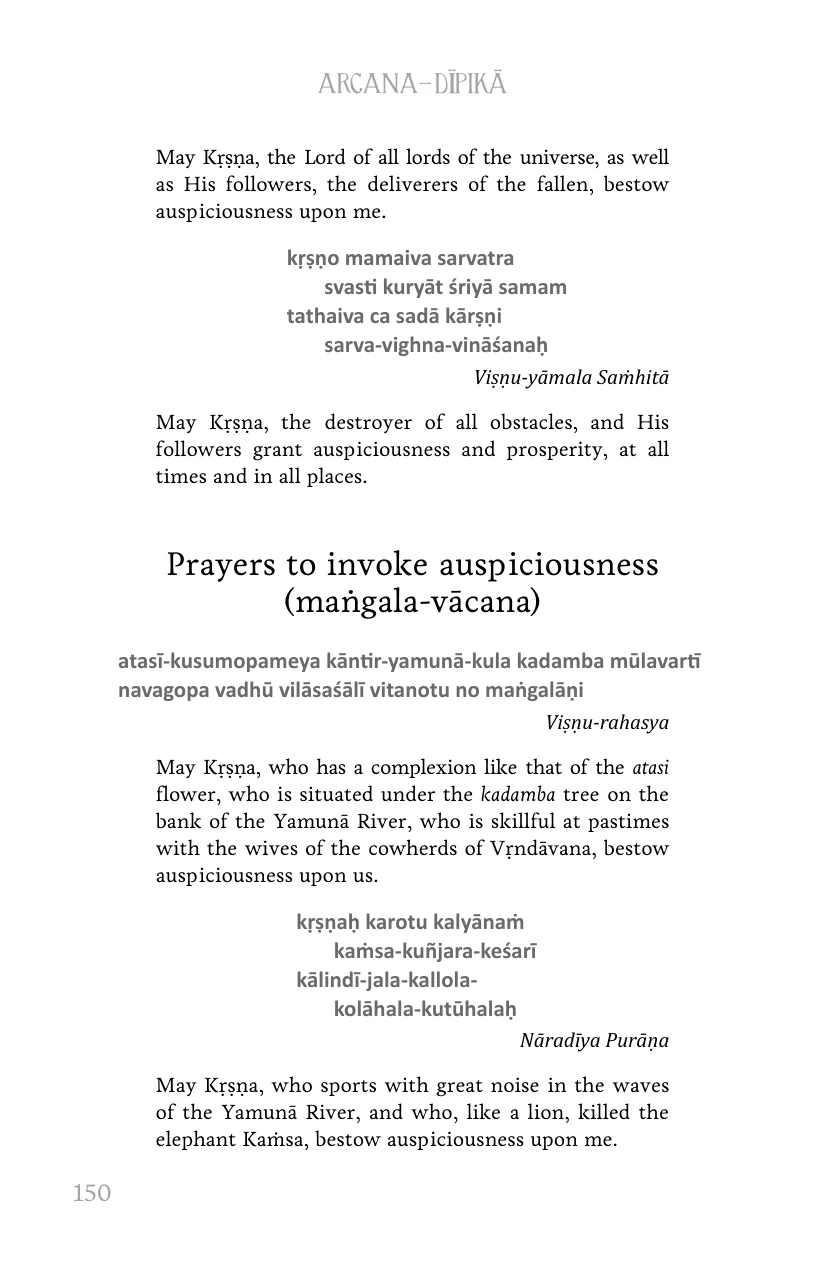 ARCANA–DĪPIKĀ
May Kṛṣṇa, the Lord of all lords of the universe, as well
as His followers, the deliverers of the fallen, bestow
auspiciousness upon me.
kṛṣṇo mamaiva sarvatra
svasti kuryāt śriyā samam
tathaiva ca sadā kārṣṇi
sarva-vighna-vināśanaḥ
Viṣṇu-yāmala Saṁhitā
May Kṛṣṇa, the destroyer of all obstacles, and His
followers grant auspiciousness and prosperity, at all
times and in all places.
Prayers to invoke auspiciousness
(maṅgala-vācana)
atasī-kusumopameya kāntir-yamunā-kula kadamba mūlavartī
navagopa vadhū vilāsaśālī vitanotu no maṅgalāṇi
Viṣṇu-rahasya
May Kṛṣṇa, who has a complexion like that of the atasi
flower, who is situated under the kadamba tree on the
bank of the Yamunā River, who is skillful at pastimes
with the wives of the cowherds of Vṛndāvana, bestow
auspiciousness upon us.
kṛṣṇaḥ karotu kalyānaṁ
kaṁsa-kuñjara-keśarī
kālindī-jala-kallola-
kolāhala-kutūhalaḥ
Nāradīya Purāṇa
May Kṛṣṇa, who sports with great noise in the waves
of the Yamunā River, and who, like a lion, killed the
elephant Kaṁsa, bestow auspiciousness upon me.
150